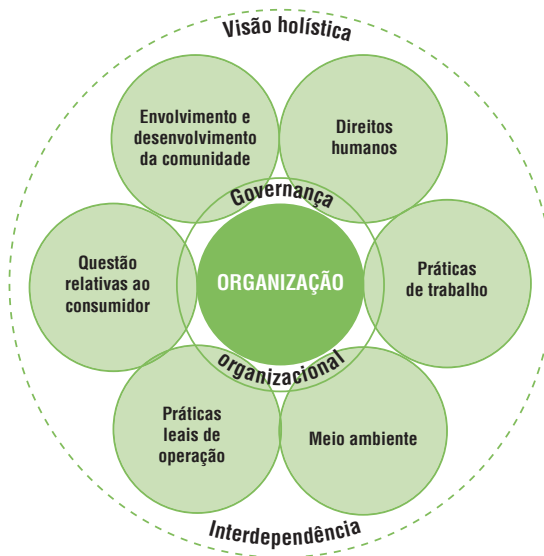 Visão holística
Envolvimento e
desenvolvimento
da comunidade
Direitos
humanos
Governança
Questão
relativas ao
consumidor
ORGANIZAÇÃO
Práticas
de trabalho
organizacional
Práticas
leais de
operação
Meio ambiente
Interdependência